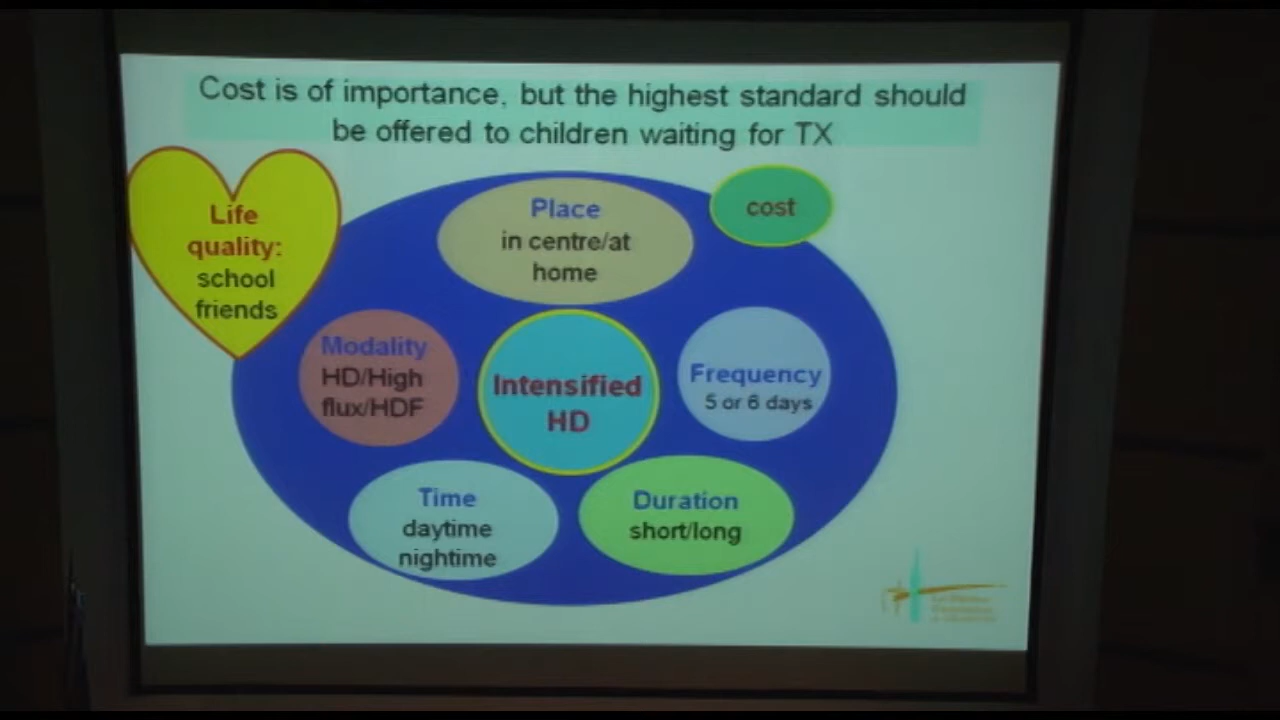 Cost is of importance, but the highest standard should
be offered to children waiting for TX
Life
quality:
school
friends
Place
in centre/at
home
cost
Modality
HD/High
flux/HDF
Intensified
HD
Frequency
5 or 6 days
Time
daytime
nightime
Duration
short/long